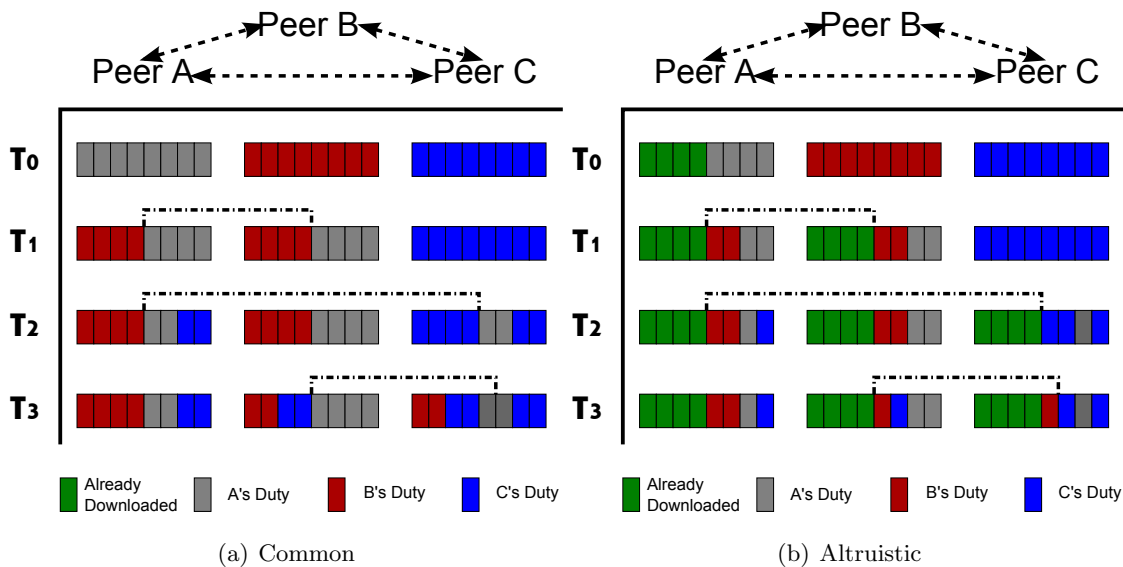 Peer B
Peer A
Peer C
T0
T1
T2
T3
Already
Downloaded
A's Duty
B's Duty
C's Duty
(a) Common
Peer B
Peer A
Peer C
T0
T1
T2
T3
Already
Downloaded
A's Duty
B's Duty
C's Duty
(b) Altruistic